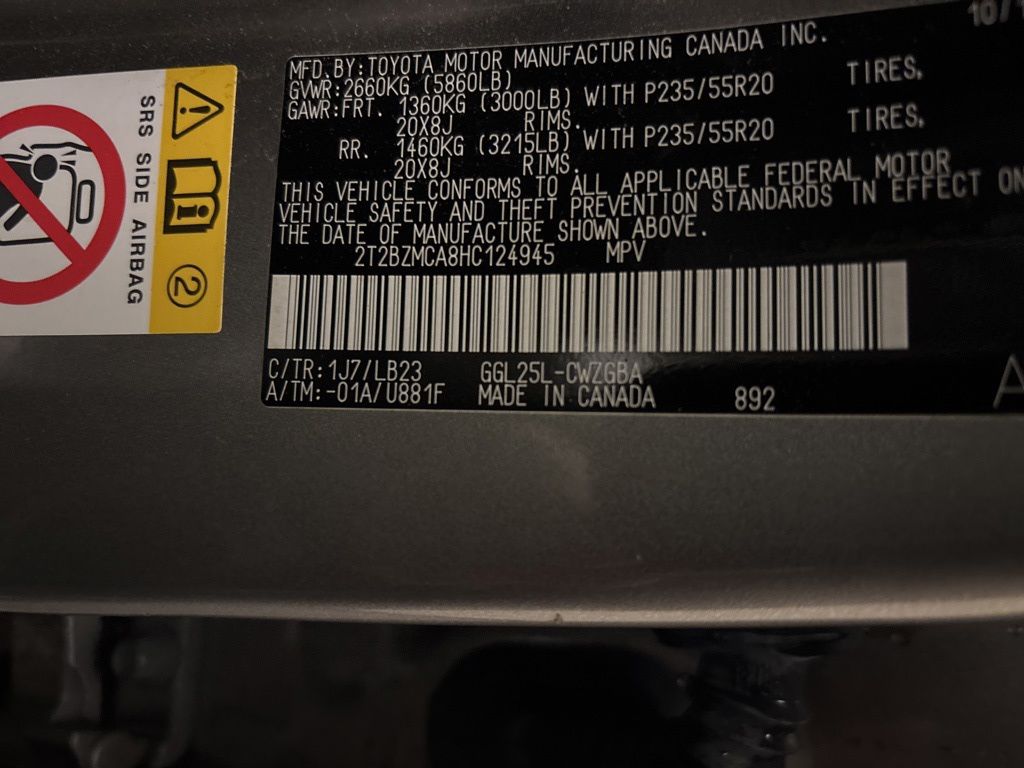 10/1
MFD.BY:TOYOTA MOTOR MANUFACTURING CANADA INC.
GVWR:2660KG (5860LB)
GAWR:FRT. 1360KG (3000LB) WITH P235/55R20 TIRES,
20X8J RIMS.
RR. 1460KG (3215LB) WITH P235/55R20 TIRES,
20X8J RIMS.
THIS VEHICLE CONFORMS TO ALL APPLICABLE FEDERAL MOTOR
VEHICLE SAFETY AND THEFT PREVENTION STANDARDS IN EFFECT ON
THE DATE OF MANUFACTURE SHOWN ABOVE.
2T2BZMCA8HC124945 MPV
C/TR:1J7/LB23 GGL25L-CWZGBA
A/TM:-01A/U881F MADE IN CANADA 892
A
SRS SIDE AIRBAG
2